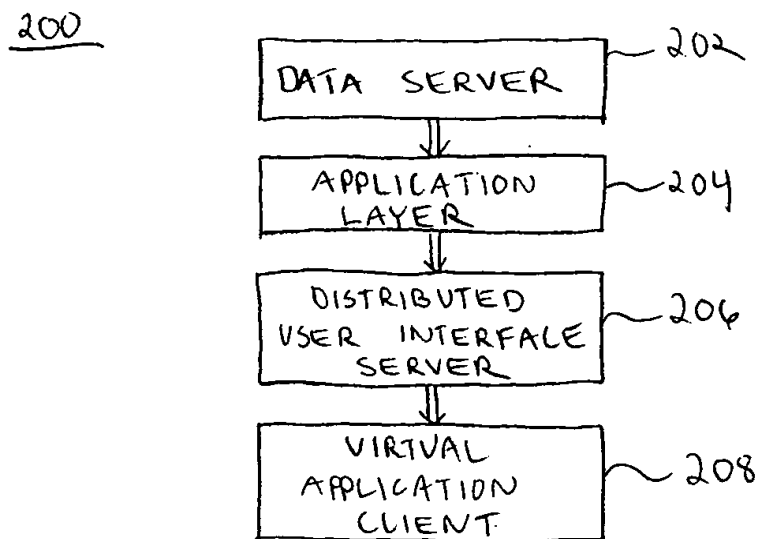 200
DATA SERVER
202
APPLICATION
LAYER
204
DISTRIBUTED
USER INTERFACE
SERVER
206
VIRTUAL
APPLICATION
CLIENT
208